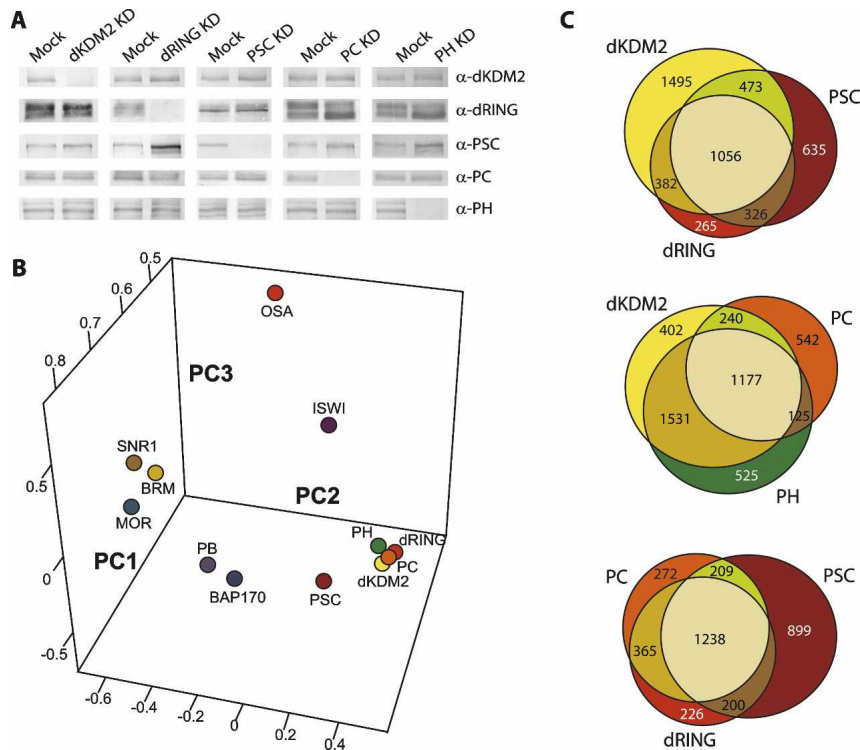 A
Mock dKDM2 KD Mock dRING KD Mock PSC KD Mock PC KD Mock PH KD
α-dKDM2
α-dRING
α-PSC
α-PC
α-PH
B
0.5
0.6
0.7
0.8
OSA
PC3
ISWI
SNR1
BRM
MOR
0.5
PC2
PC1
PH
dRING
PC
dKDM2
PB
BAP170
PSC
0
-0.5
-0.6
-0.4
-0.2
0
0.2
0.4
C
dKDM2
PSC
1495
473
1056
635
382
326
265
dRING
dKDM2
PC
402
240
542
1177
1531
125
525
PH
PC
PSC
272
209
1238
899
365
200
226
dRING